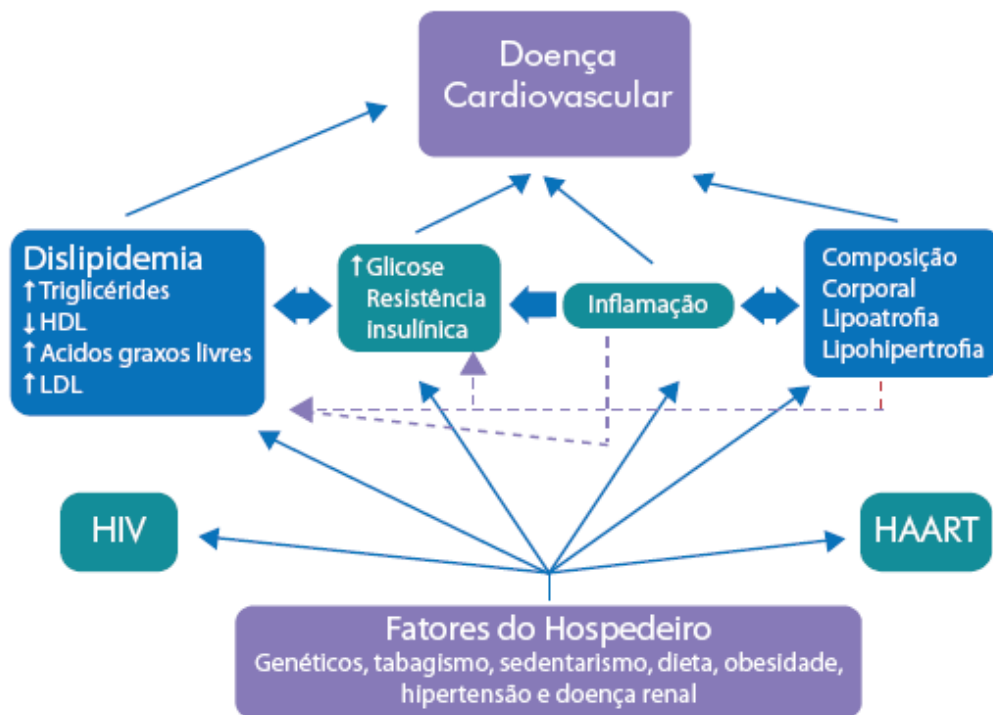 Doença
Cardiovascular
Dislipidemia
↑Triglicérides
↓HDL
↑Acidos graxos livres
↑LDL
↑Glicose
Resistência
insulínica
Inflamação
Composição
Corporal
Lipoatrofia
Lipohipertrofia
HIV
HAART
Fatores do Hospedeiro
Genéticos, tabagismo, sedentarismo, dieta, obesidade,
hipertensão e doença renal